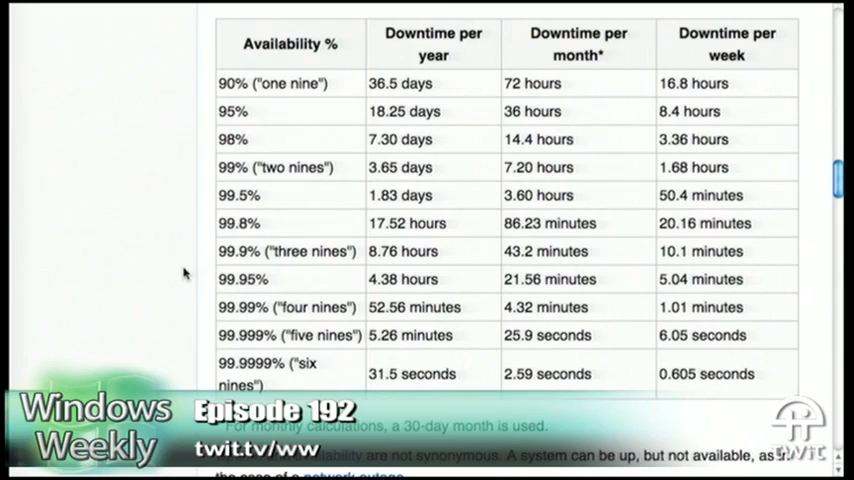 Availability % Downtime per year Downtime per month* Downtime per week
90% ("one nine") 36.5 days 72 hours 16.8 hours
95% 18.25 days 36 hours 8.4 hours
98% 7.30 days 14.4 hours 3.36 hours
99% ("two nines") 3.65 days 7.20 hours 1.68 hours
99.5% 1.83 days 3.60 hours 50.4 minutes
99.8% 17.52 hours 86.23 minutes 20.16 minutes
99.9% ("three nines") 8.76 hours 43.2 minutes 10.1 minutes
99.95% 4.38 hours 21.56 minutes 5.04 minutes
99.99% ("four nines") 52.56 minutes 4.32 minutes 1.01 minutes
99.999% ("five nines") 5.26 minutes 25.9 seconds 6.05 seconds
99.9999% ("six nines") 31.5 seconds 2.59 seconds 0.605 seconds
Windows Weekly
Episode 192
twit.tv/ww
For monthly calculations, a 30-day month is used.
availability are not synonymous. A system can be up, but not available, as in
the case of a network outage.
TWiT